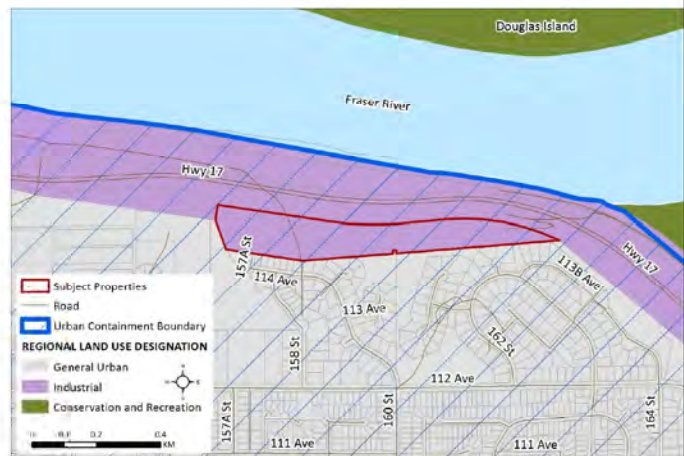 Douglas Island
Fraser River
Hwy 17
Hwy 17
157A St
114 Ave
113 Ave
113B Ave
158 St
162 St
112 Ave
157A St
160 St
164 St
111 Ave
111 Ave
Subject Properties
Road
Urban Containment Boundary
REGIONAL LAND USE DESIGNATION
General Urban
Industrial
Conservation and Recreation
0.2
0.4
KM